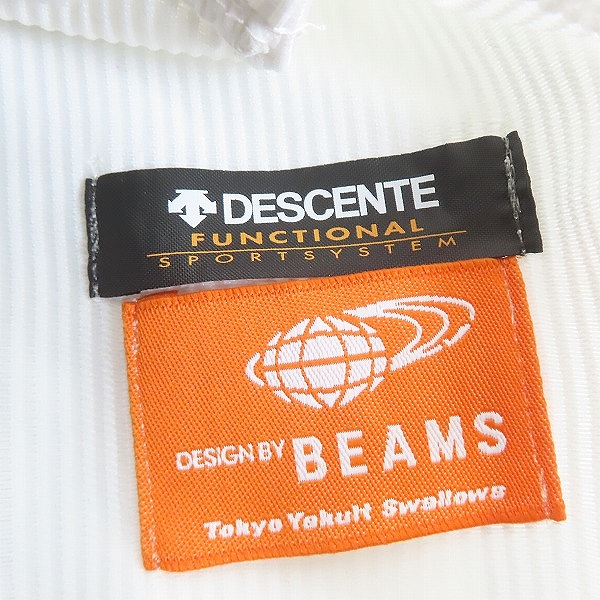 DESCENTE
FUNCTIONAL
SPORTSYSTEM
DESIGN BY BEAMS
Tokyo Yakult Swallows